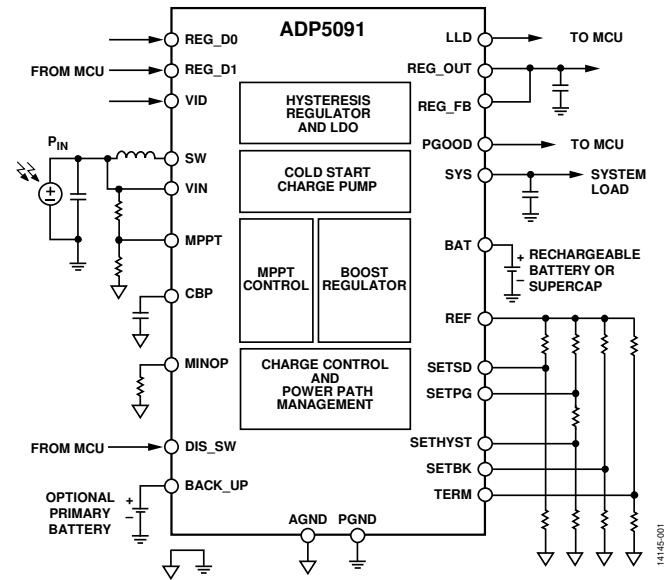 ADP5091
REG_D0
FROM MCU
REG_D1
VID
HYSTERESIS
REGULATOR
AND LDO
LLD
TO MCU
REG_OUT
REG_FB
PGOOD
TO MCU
PIN
SW
VIN
COLD START
CHARGE PUMP
SYS
SYSTEM
LOAD
MPPT
MPPT
CONTROL
BOOST
REGULATOR
BAT
+
–
RECHARGEABLE
BATTERY OR
SUPERCAP
CBP
REF
MINOP
CHARGE CONTROL
AND
POWER PATH
MANAGEMENT
SETSD
SETPG
SETHYST
FROM MCU
DIS_SW
SETBK
BACK_UP
TERM
OPTIONAL
PRIMARY
BATTERY
+
–
AGND
PGND
14145-001